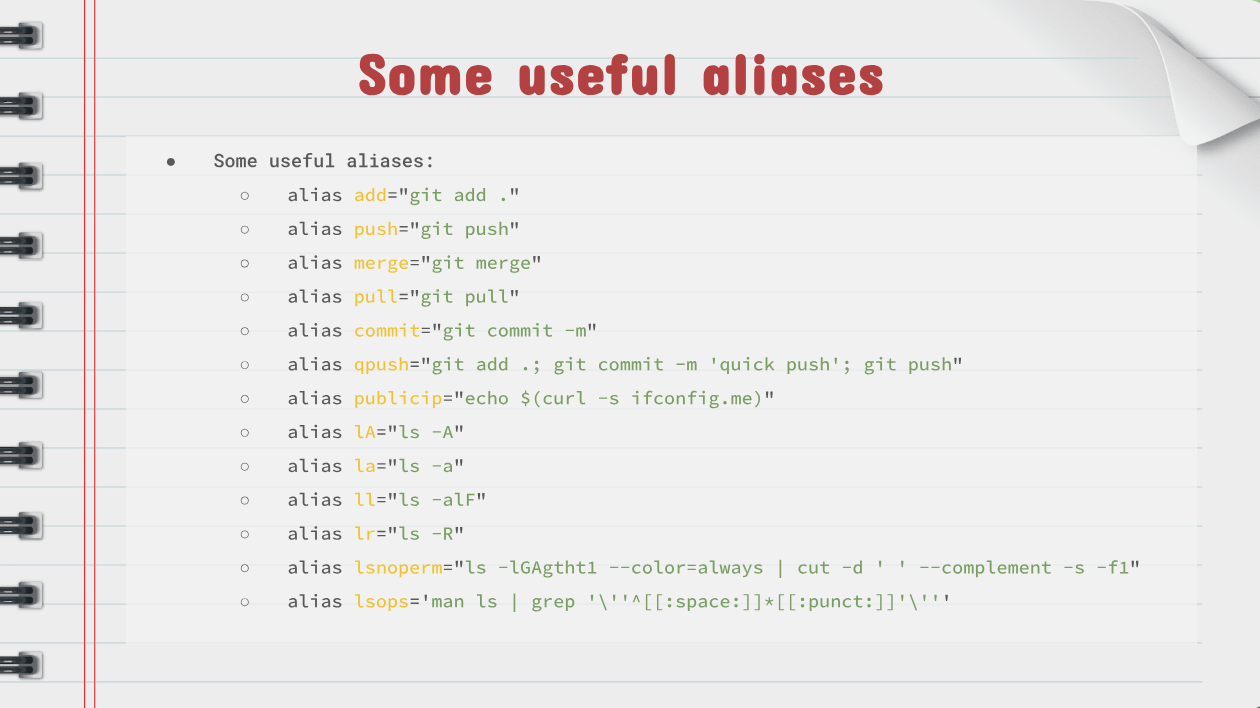 Some useful aliases
● Some useful aliases:
○ alias add="git add ."
○ alias push="git push"
○ alias merge="git merge"
○ alias pull="git pull"
○ alias commit="git commit -m"
○ alias qpush="git add .; git commit -m 'quick push'; git push"
○ alias publicip="echo $(curl -s ifconfig.me)"
○ alias lA="ls -A"
○ alias la="ls -a"
○ alias ll="ls -alF"
○ alias lr="ls -R"
○ alias lsnoperm="ls -lGAgtht1 --color=always | cut -d ' ' --complement -s -f1"
○ alias lsops='man ls | grep '\''^[[:space:]]*[[:punct:]]'\'''